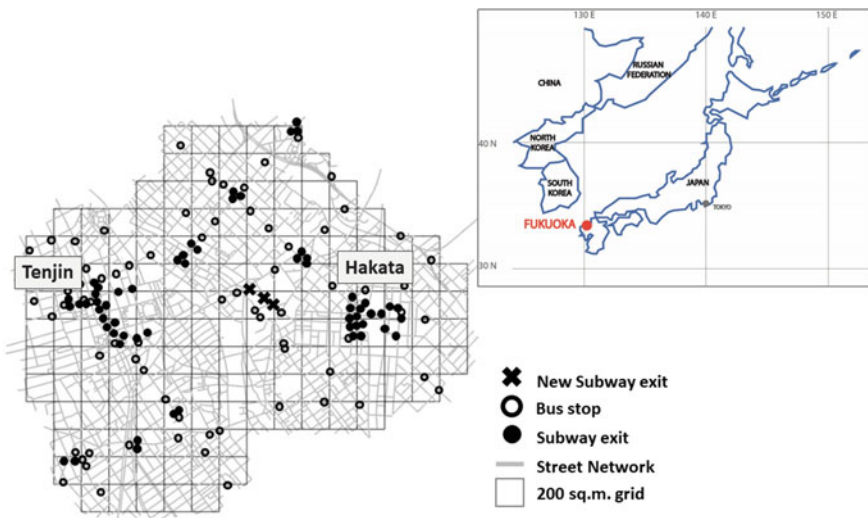 130 E
140 E
150 E
RUSSIAN
FEDERATION
CHINA
40 N
NORTH
KOREA
SOUTH
KOREA
JAPAN
TOKYO
FUKUOKA
30 N
Tenjin
Hakata
New Subway exit
Bus stop
Subway exit
Street Network
200 sq.m. grid